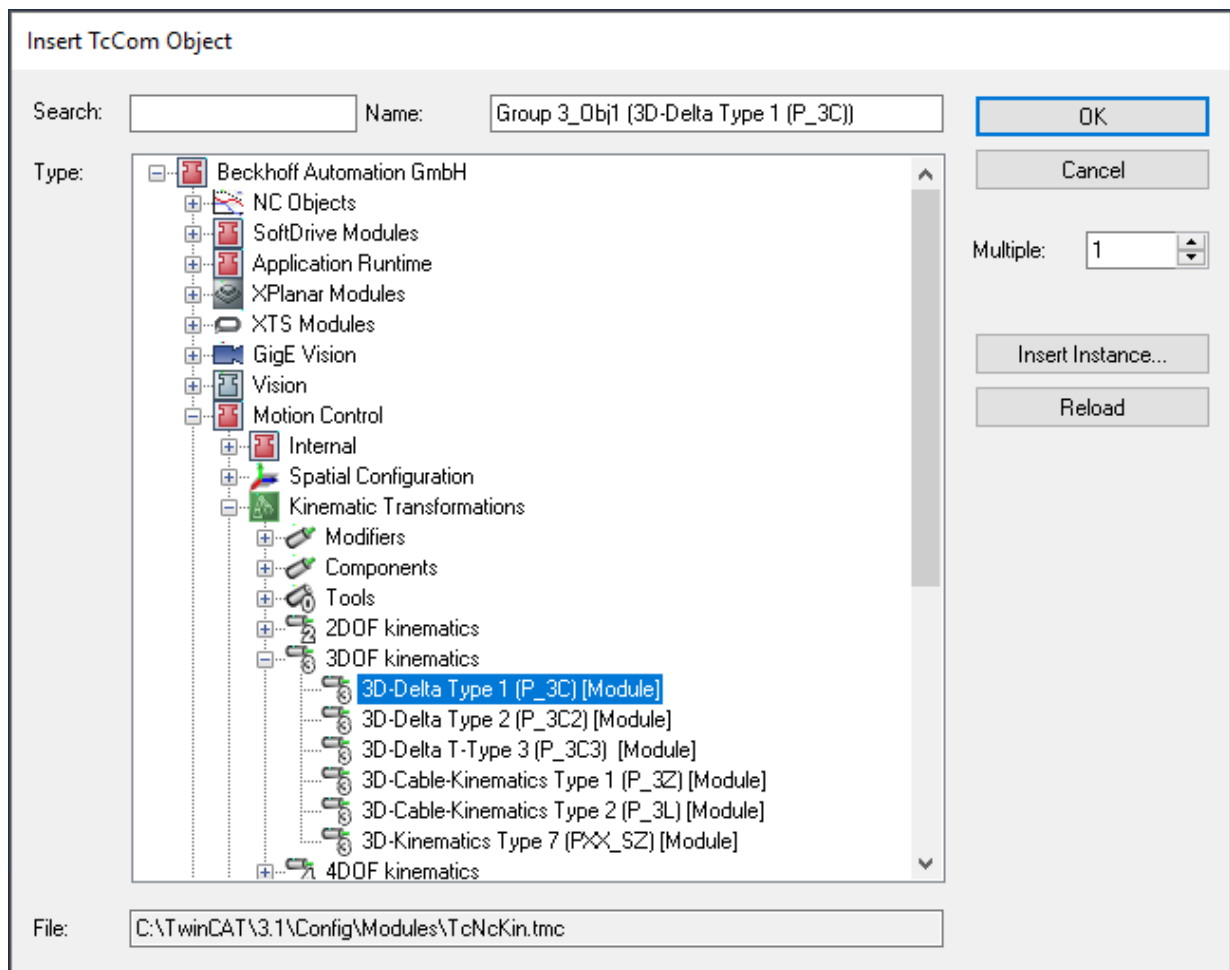 Insert TcCom Object
Search:
Name: Group 3_Obj1 (3D-Delta Type 1 (P_3C))
OK
Type:
Beckhoff Automation GmbH
Cancel
NC Objects
SoftDrive Modules
Application Runtime
Multiple: 1
XPlanar Modules
XTS Modules
GigE Vision
Insert Instance...
Vision
Reload
Motion Control
Internal
Spatial Configuration
Kinematic Transformations
Modifiers
Components
Tools
2DOF kinematics
3DOF kinematics
3D-Delta Type 1 (P_3C) [Module]
3D-Delta Type 2 (P_3C2) [Module]
3D-Delta T-Type 3 (P_3C3) [Module]
3D-Cable-Kinematics Type 1 (P_3Z) [Module]
3D-Cable-Kinematics Type 2 (P_3L) [Module]
3D-Kinematics Type 7 (PXX_SZ) [Module]
4DOF kinematics
File: C:\TwinCAT\3.1\Config\Modules\TcNcKin.tmc